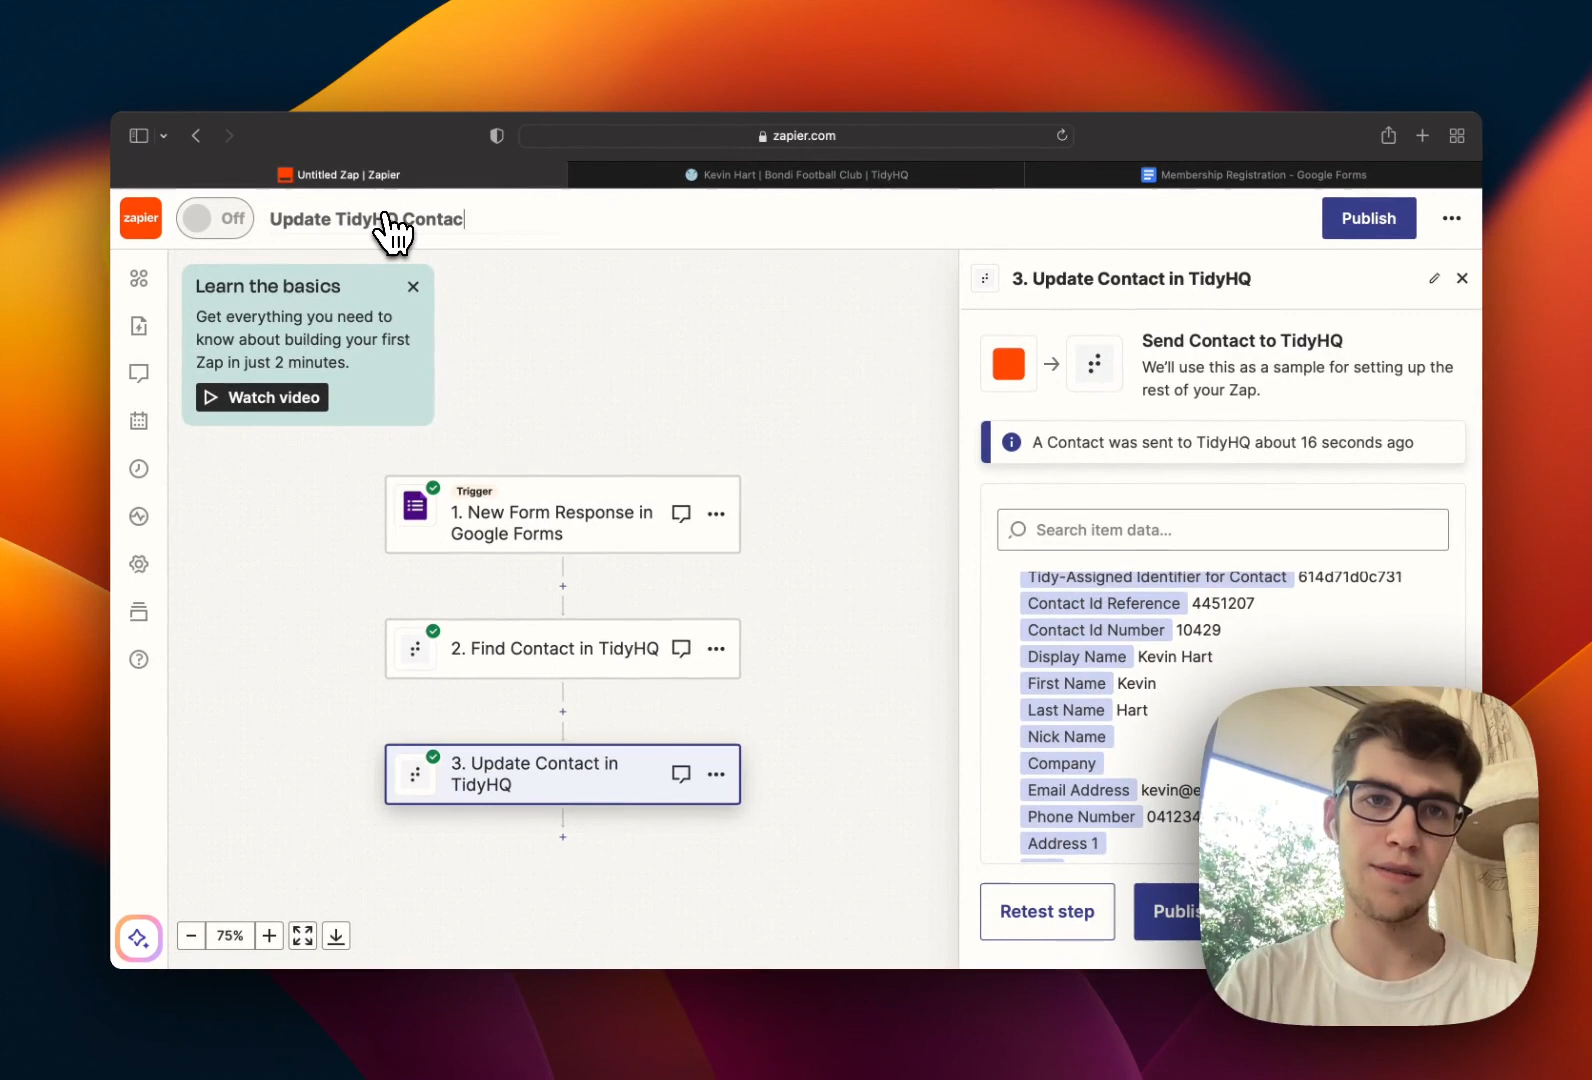 zapier.com
Untitled Zap | Zapier
Kevin Hart | Bondi Football Club | TidyHQ
Membership Registration - Google Forms
zapier
Off
Update TidyHQ Contac
Publish
Learn the basics
Get everything you need to
know about building your first
Zap in just 2 minutes.
Watch video
Trigger
1. New Form Response in
Google Forms
2. Find Contact in TidyHQ
3. Update Contact in
TidyHQ
75%
3. Update Contact in TidyHQ
Send Contact to TidyHQ
We'll use this as a sample for setting up the
rest of your Zap.
A Contact was sent to TidyHQ about 16 seconds ago
Search item data...
Tidy-Assigned Identifier for Contact 614d71d0c731
Contact Id Reference 4451207
Contact Id Number 10429
Display Name Kevin Hart
First Name Kevin
Last Name Hart
Nick Name
Company
Email Address kevin@e
Phone Number 041234
Address 1
Retest step
Publis